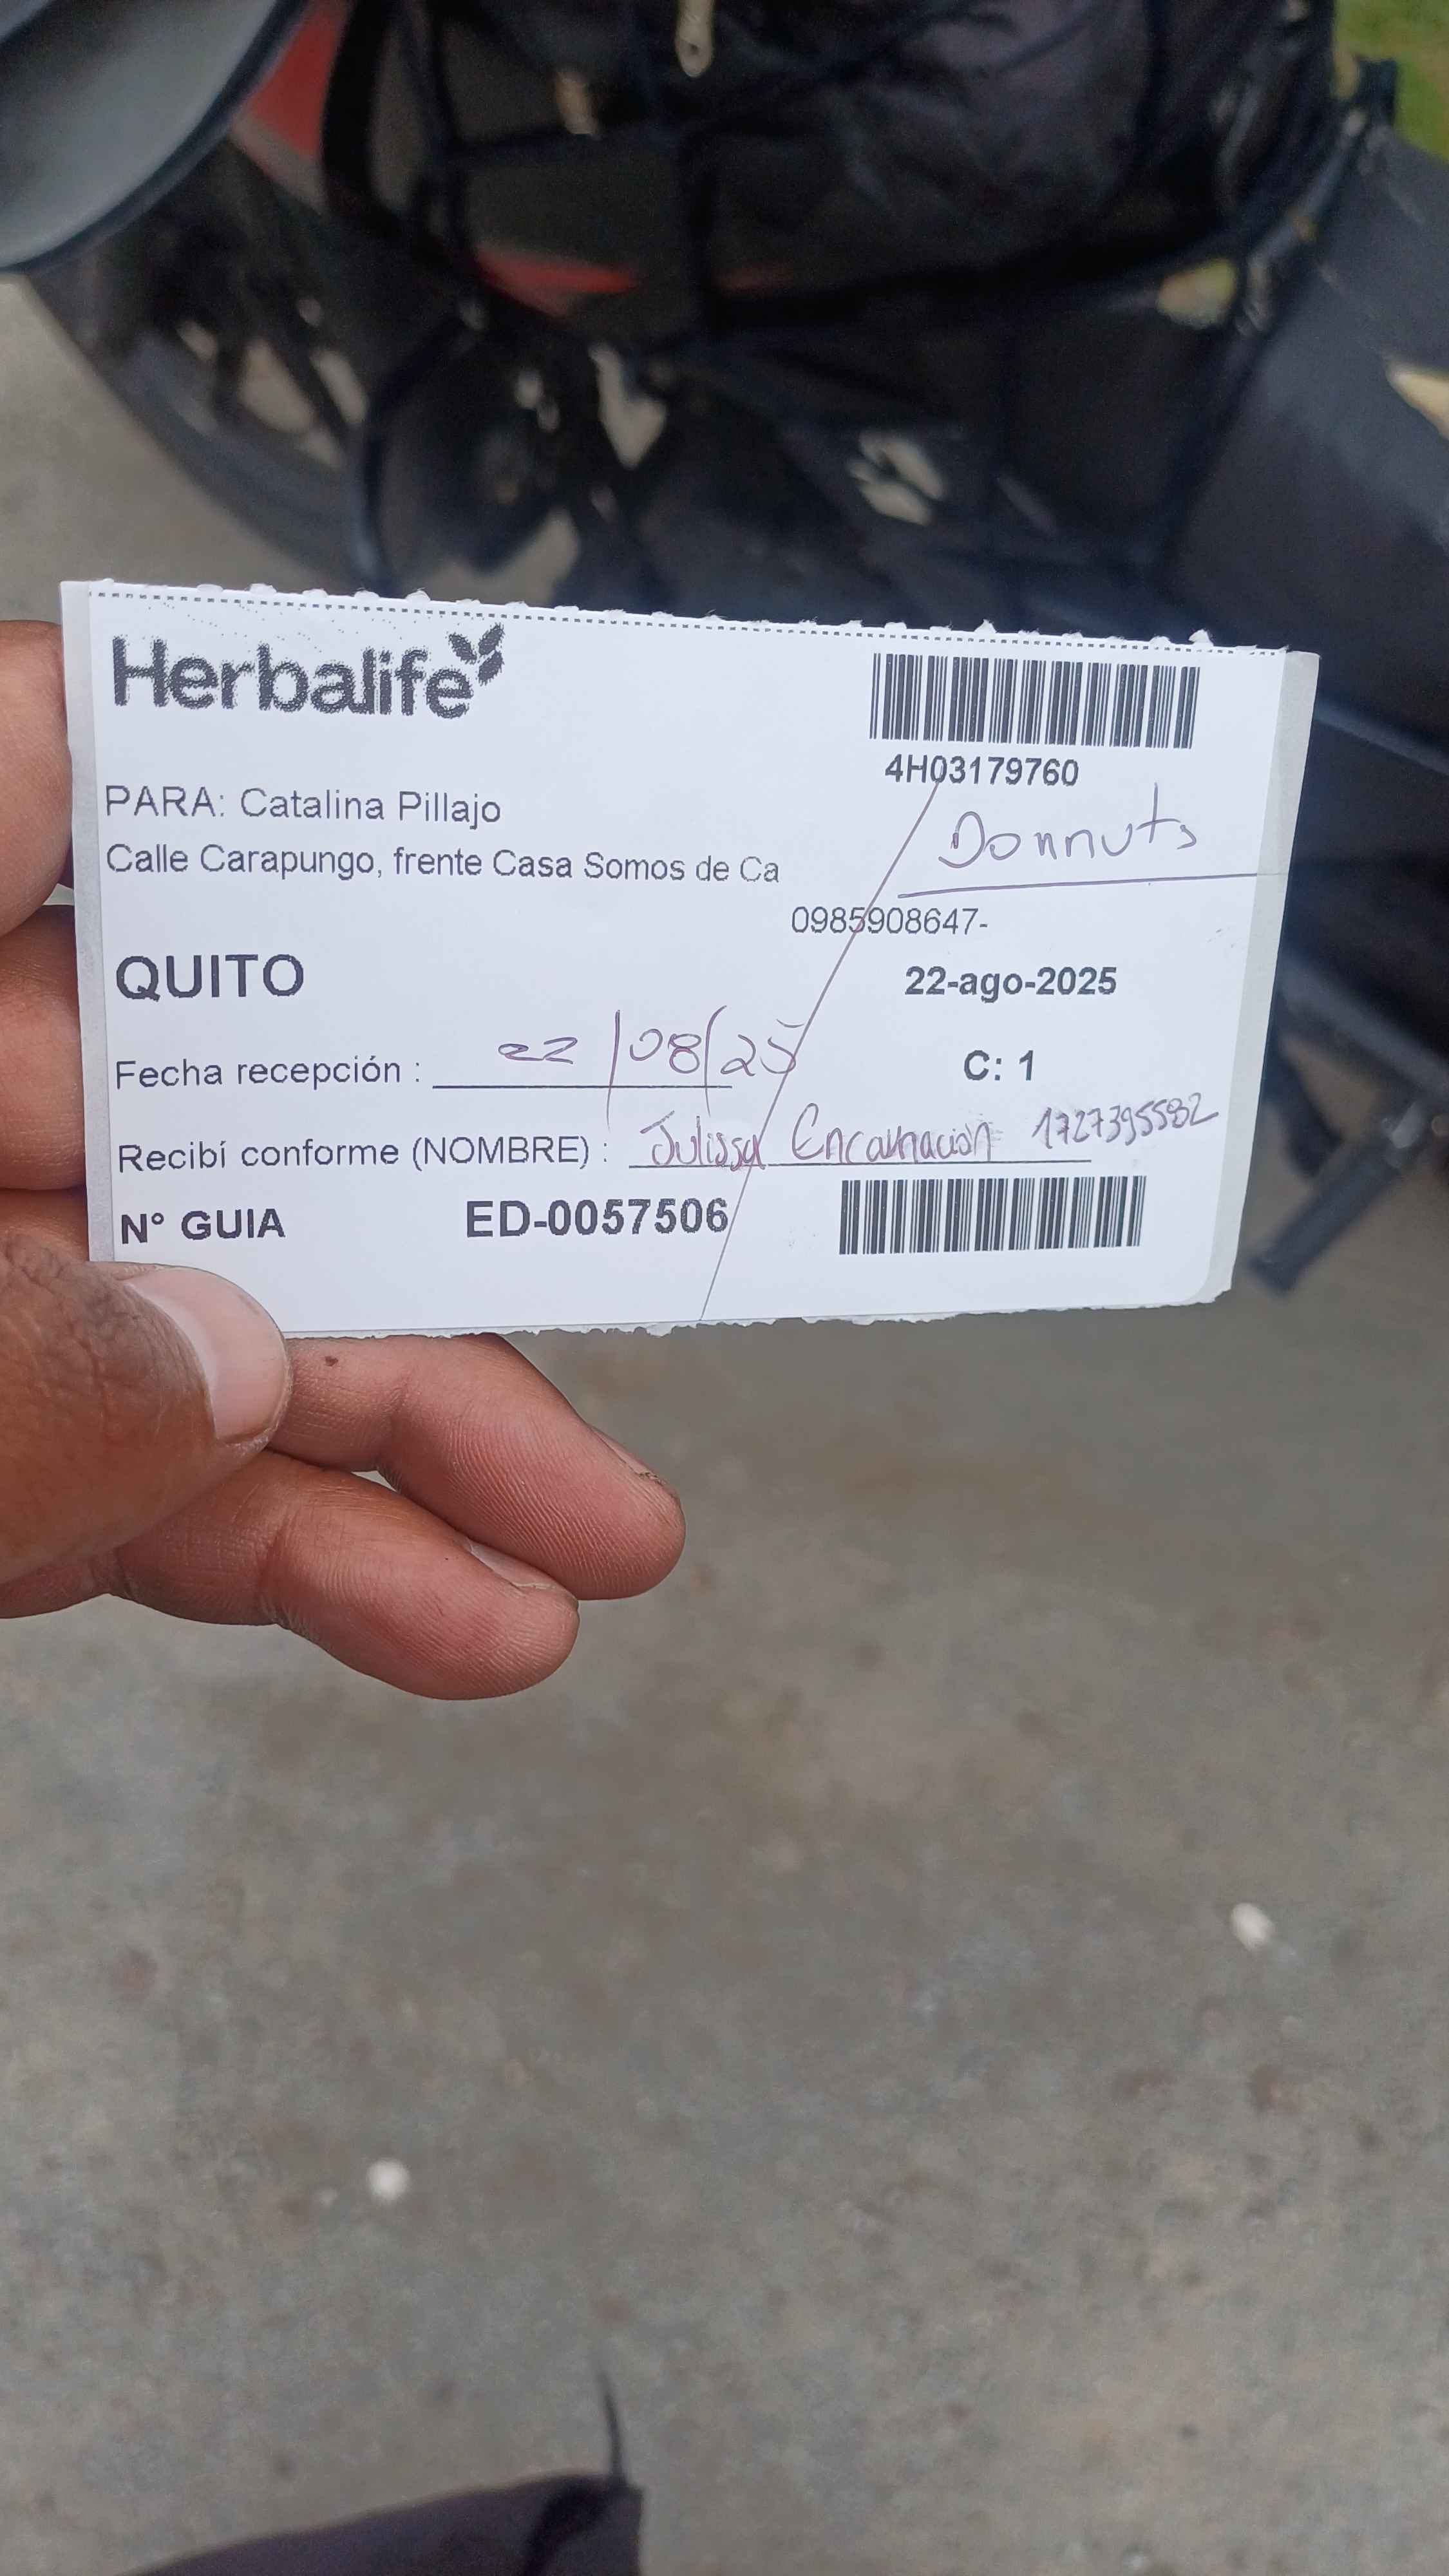 Herbalife
4H03179760
PARA: Catalina Pillajo
Donnuts
Calle Carapungo, frente Casa Somos de Ca
0985908647-
QUITO
22-ago-2025
Fecha recepción : 22/08/25
C: 1
Recibí conforme (NOMBRE) : Julissa Encarnación 1727395582
N° GUIA ED-0057506